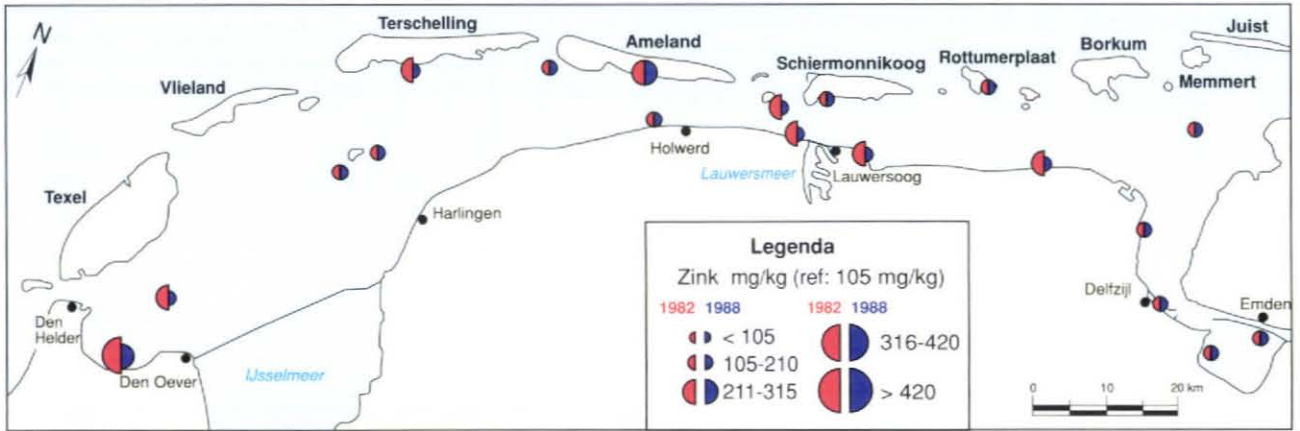 N
Terschelling
Ameland
Juist
Borkum
Rottumerplaat
Schiermonnikoog
Memmert
Vlieland
Holwerd
Lauwersmeer
Lauwersoog
Texel
Harlingen
Delfzijl
Emden
Den
Helder
Den Oever
IJsselmeer
Legenda
Zink mg/kg (ref: 105 mg/kg)
1982 1988 1982 1988
< 105
105-210
211-315
316-420
> 420
0 10 20 km